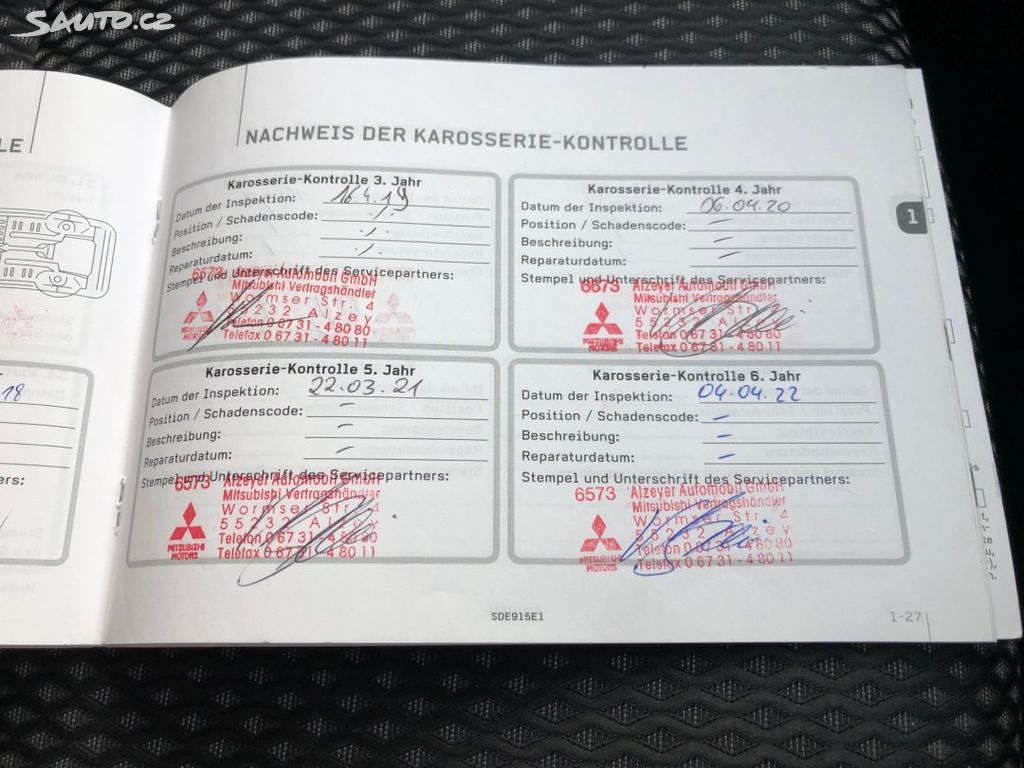 SAUTO.CZ
LE
18
ers:
NACHWEIS DER KAROSSERIE-KONTROLLE
1
Karosserie-Kontrolle 3. Jahr
Datum der Inspektion: 16.4.19
Position / Schadenscode: ./.
Beschreibung: ./.
Reparaturdatum: ./.
Stempel und Unterschrift des Servicepartners:
6573 Alzeyer Automobil GmbH
Mitsubishi Vertragshändler
Wormser Str. 4
55232 Alzey
Telefon 0 67 31 - 4 80 80
Telefax 0 67 31 - 4 80 11
MITSUBISHI
MOTORS
Karosserie-Kontrolle 4. Jahr
Datum der Inspektion: 06.04.20
Position / Schadenscode: –
Beschreibung: –
Reparaturdatum: –
Stempel und Unterschrift des Servicepartners:
6573 Alzeyer Automobil GmbH
Mitsubishi Vertragshändler
Wormser Str. 4
55232 Alzey
Telefon 0 67 31 - 4 80 80
Telefax 0 67 31 - 4 80 11
MITSUBISHI
MOTORS
Karosserie-Kontrolle 5. Jahr
Datum der Inspektion: 22.03.21
Position / Schadenscode: –
Beschreibung: –
Reparaturdatum: –
Stempel und Unterschrift des Servicepartners:
6573 Alzeyer Automobil GmbH
Mitsubishi Vertragshändler
Wormser Str. 4
55232 Alzey
Telefon 0 67 31 - 4 80 80
Telefax 0 67 31 - 4 80 11
MITSUBISHI
MOTORS
Karosserie-Kontrolle 6. Jahr
Datum der Inspektion: 04.04.22
Position / Schadenscode: –
Beschreibung: –
Reparaturdatum: –
Stempel und Unterschrift des Servicepartners:
6573 Alzeyer Automobil GmbH
Mitsubishi Vertragshändler
Wormser Str. 4
55232 Alzey
Telefon 0 67 31 - 4 80 80
Telefax 0 67 31 - 4 80 11
MITSUBISHI
MOTORS
SDE915E1
1-27